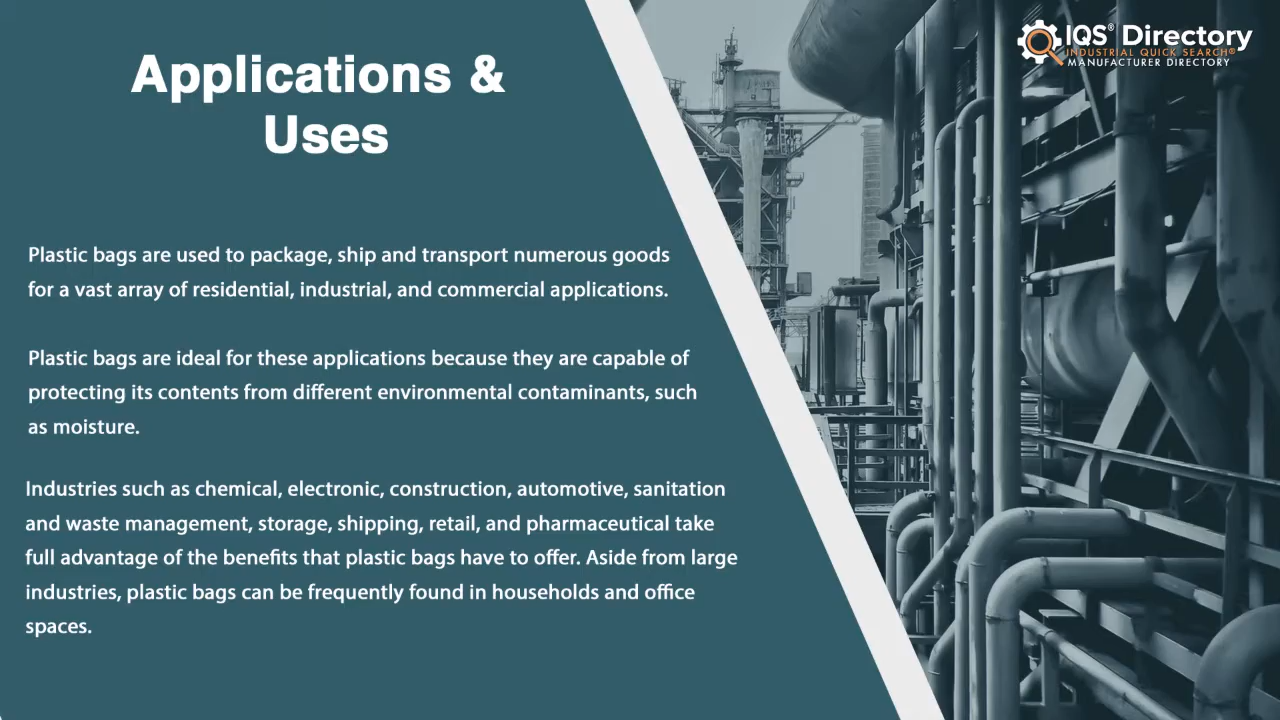 Applications &
Uses
IQS® Directory
INDUSTRIAL QUICK SEARCH®
MANUFACTURER DIRECTORY
Plastic bags are used to package, ship and transport numerous goods
for a vast array of residential, industrial, and commercial applications.
Plastic bags are ideal for these applications because they are capable of
protecting its contents from different environmental contaminants, such
as moisture.
Industries such as chemical, electronic, construction, automotive, sanitation
and waste management, storage, shipping, retail, and pharmaceutical take
full advantage of the benefits that plastic bags have to offer. Aside from large
industries, plastic bags can be frequently found in households and office
spaces.